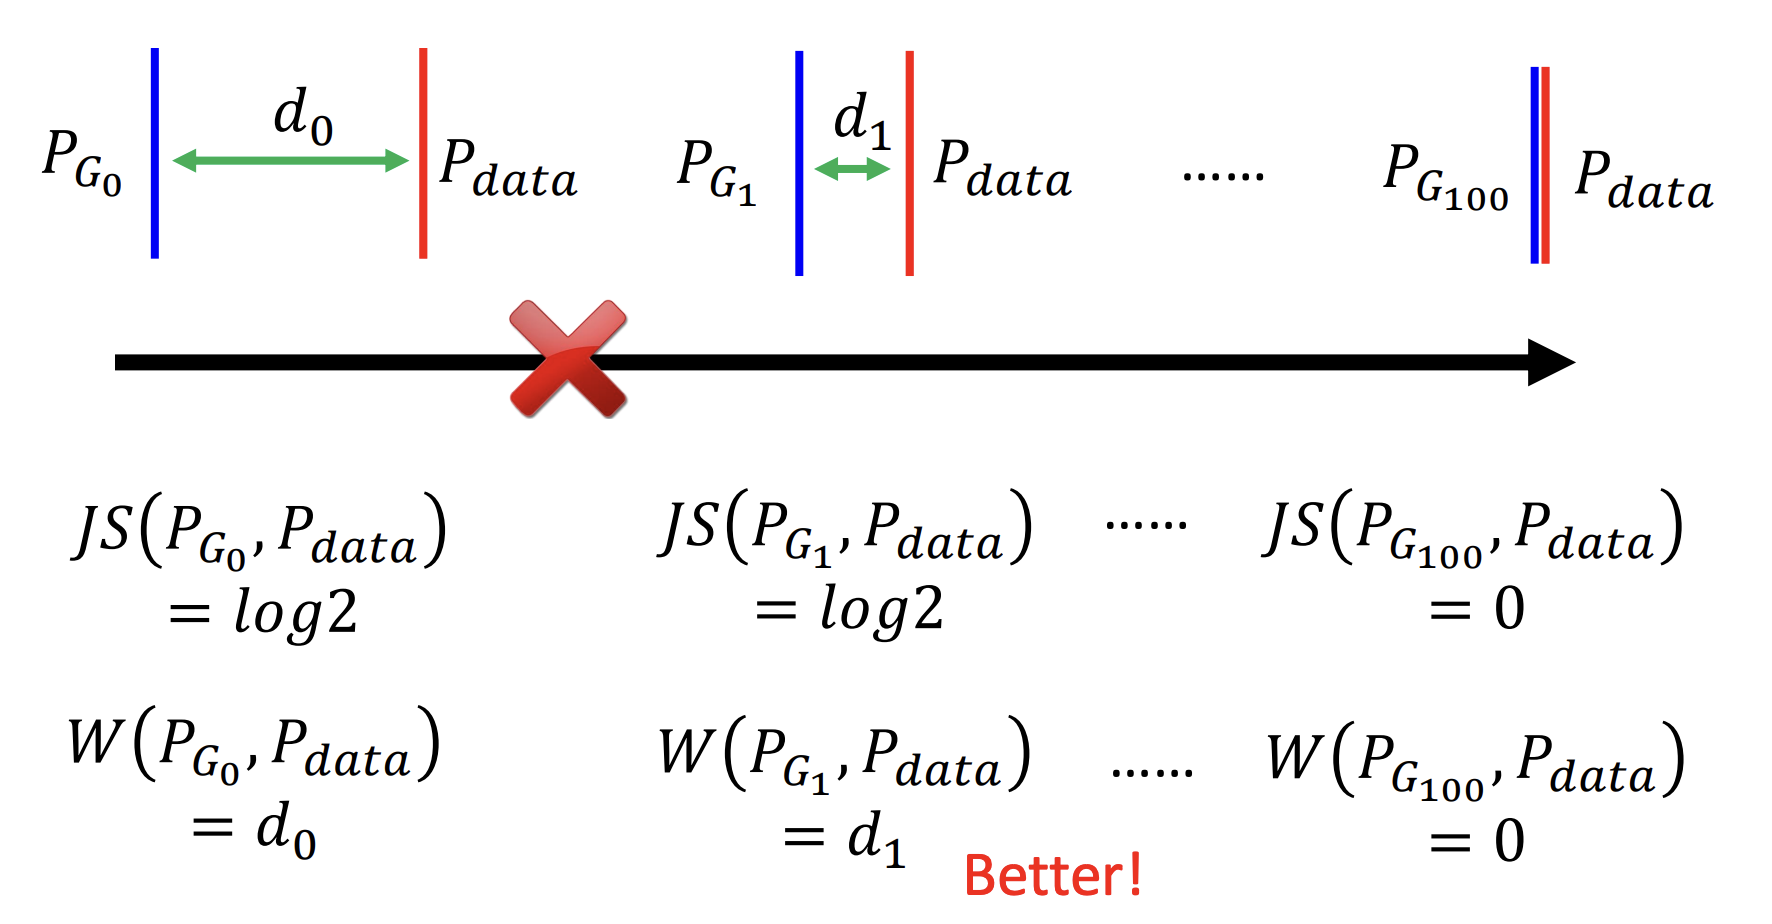 P_{G_0} d_0 P_{data} P_{G_1} d_1 P_{data} ...... P_{G_{100}} P_{data}
JS(P_{G_0}, P_{data}) JS(P_{G_1}, P_{data}) ...... JS(P_{G_{100}}, P_{data})
= log2 = log2 = 0
W(P_{G_0}, P_{data}) W(P_{G_1}, P_{data}) ...... W(P_{G_{100}}, P_{data})
= d_0 = d_1 = 0
Better!